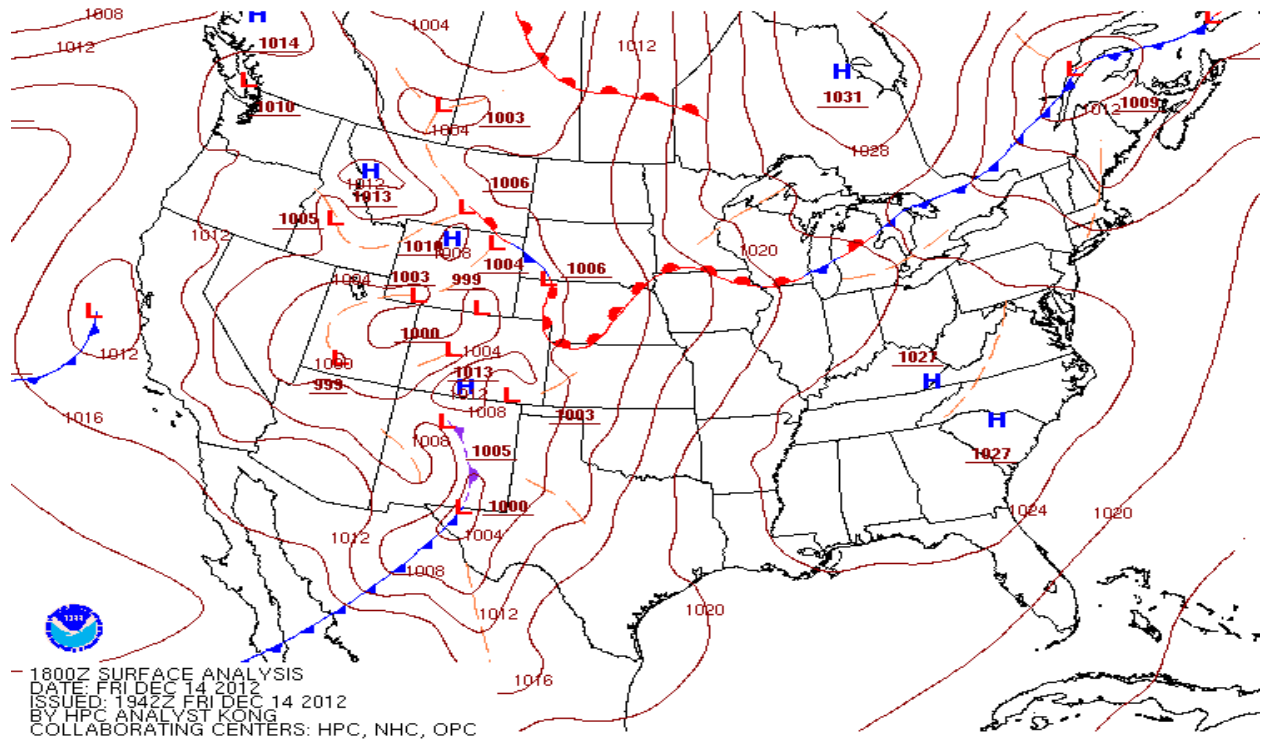 1008
H
1004
1012
1012
1014
L
1010
H
1031
L
L
1012
1009
L
1003
1004
1028
H
1012
1013
1006
L
1005
L
1012
H
1010
1008
L
1004
1006
L
1020
1004
1003
999
L
L
L
1012
1000
L
1004
L
1000
999
1013
H
1012
L
1008
1003
1027
H
H
1027
1016
L
1008
1005
L
1000
1004
1012
1008
1012
1024
1020
1020
1016
1800Z SURFACE ANALYSIS
DATE: FRI DEC 14 2012
ISSUED: 1942Z FRI DEC 14 2012
BY HPC ANALYST KONG
COLLABORATING CENTERS: HPC, NHC, OPC